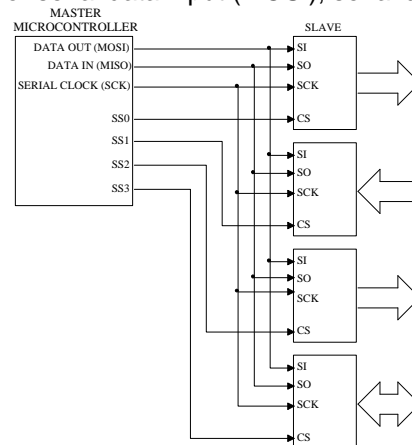 MASTER
MICROCONTROLLER
DATA OUT (MOSI)
DATA IN (MISO)
SERIAL CLOCK (SCK)
SS0
SS1
SS2
SS3
SLAVE
SI
SO
SCK
CS
SI
SO
SCK
CS
SI
SO
SCK
CS
SI
SO
SCK
CS